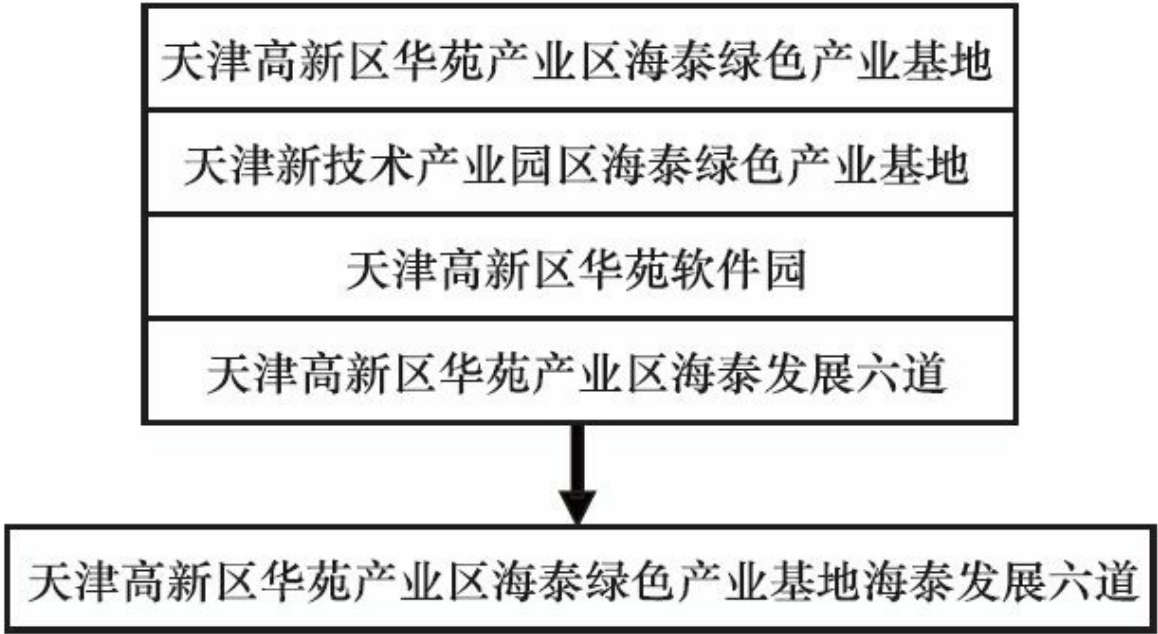 天津高新区华苑产业区海泰绿色产业基地
天津新技术产业园区海泰绿色产业基地
天津高新区华苑软件园
天津高新区华苑产业区海泰发展六道
天津高新区华苑产业区海泰绿色产业基地海泰发展六道